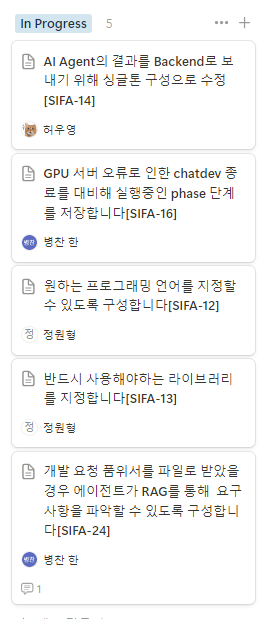 In Progress 5
AI Agent의 결과를 Backend로 보
내기 위해 싱글톤 구성으로 수정
[SIFA-14]
허우영
GPU 서버 오류로 인한 chatdev 종
료를 대비해 실행중인 phase 단계
를 저장합니다[SIFA-16]
병찬 병찬 한
원하는 프로그래밍 언어를 지정할
수 있도록 구성합니다[SIFA-12]
정 정원형
반드시 사용해야하는 라이브러리
를 지정합니다[SIFA-13]
정 정원형
개발 요청 품위서를 파일로 받았을
경우 에이전트가 RAG를 통해 요구
사항을 파악할 수 있도록 구성합니
다[SIFA-24]
병찬 병찬 한
1